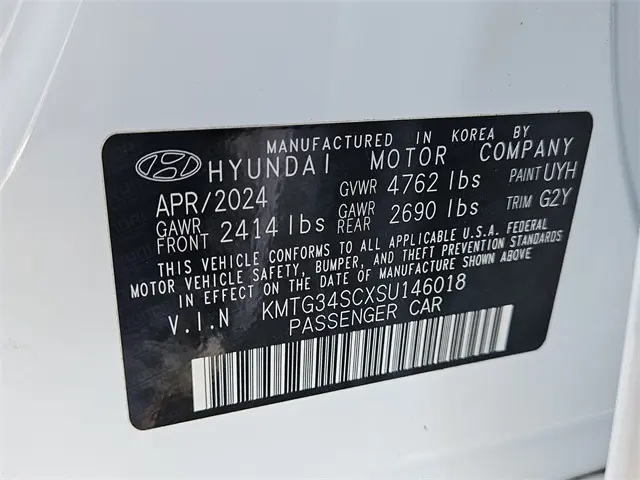 MANUFACTURED IN KOREA BY
HYUNDAI MOTOR COMPANY
APR/2024 GVWR 4762 lbs PAINT UYH
GAWR FRONT 2414 lbs GAWR REAR 2690 lbs TRIM G2Y
THIS VEHICLE CONFORMS TO ALL APPLICABLE U.S.A. FEDERAL
MOTOR VEHICLE SAFETY, BUMPER, AND THEFT PREVENTION STANDARDS
IN EFFECT ON THE DATE OF MANUFACTURE SHOWN ABOVE.
V.I.N KMTG34SCXSU146018
PASSENGER CAR